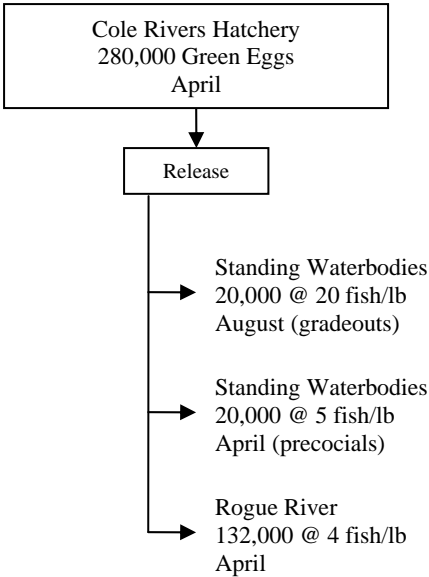 Cole Rivers Hatchery
280,000 Green Eggs
April
Release
Standing Waterbodies
20,000 @ 20 fish/lb
August (gradeouts)
Standing Waterbodies
20,000 @ 5 fish/lb
April (precocials)
Rogue River
132,000 @ 4 fish/lb
April